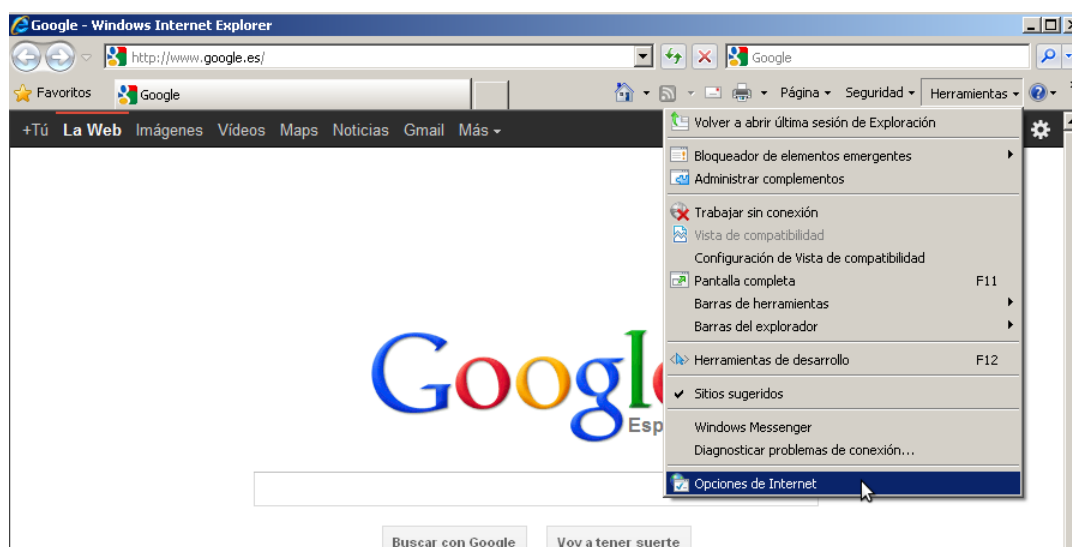 Google - Windows Internet Explorer
http://www.google.es/
Google
Favoritos
Google
Página
Seguridad
Herramientas
+Tú La Web Imágenes Vídeos Maps Noticias Gmail Más
Volver a abrir última sesión de Exploración
Bloqueador de elementos emergentes
Administrar complementos
Trabajar sin conexión
Vista de compatibilidad
Configuración de Vista de compatibilidad
Pantalla completa F11
Barras de herramientas
Barras del explorador
Herramientas de desarrollo F12
Sitios sugeridos
Windows Messenger
Diagnosticar problemas de conexión...
Opciones de Internet
Google
Esp
Buscar con Google
Voy a tener suerte